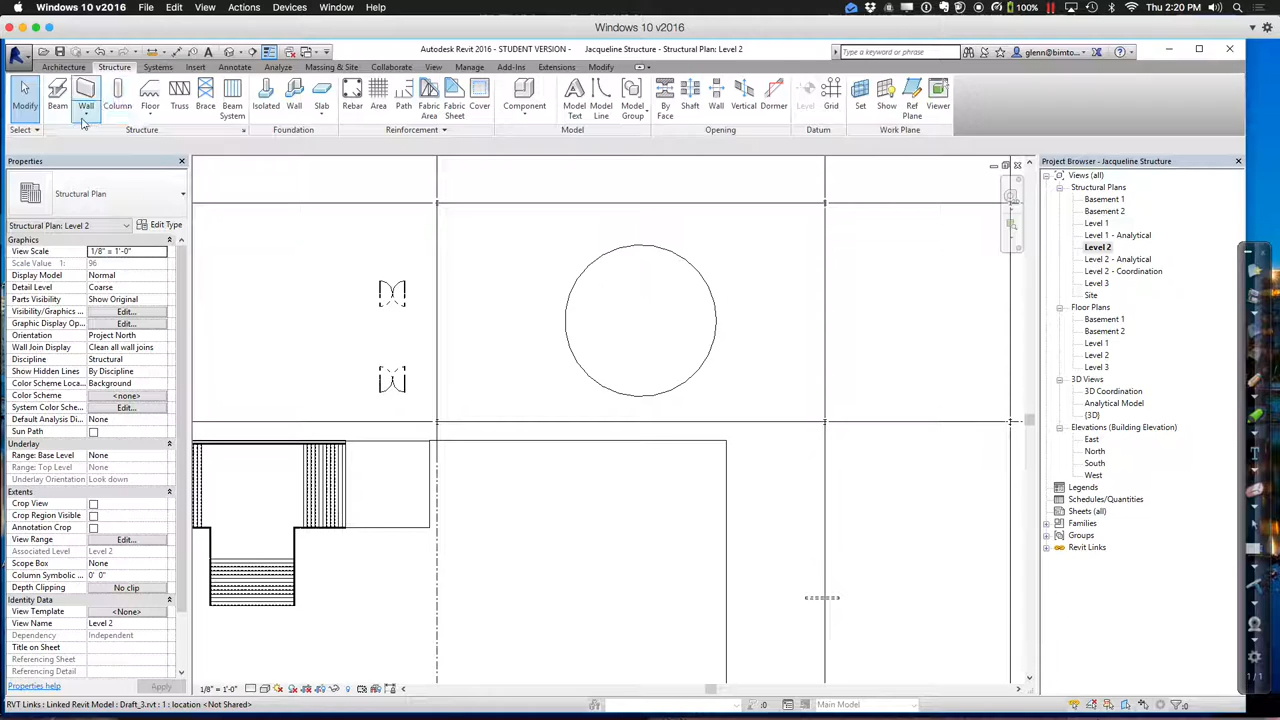 File Edit View Actions Devices Window Help
100%
Thu 2:20 PM
Windows 10 v2016
Autodesk Revit 2016 - STUDENT VERSION - Jacqueline Structure - Structural Plan: Level 2
Type a keyword or phrase
glenn@bimto...
Architecture Structure Systems Insert Annotate Analyze Massing & Site Collaborate View Manage Add-Ins Extensions Modify
Modify Beam Wall Column Floor Truss Brace Beam System Isolated Wall Slab Rebar Area Path Fabric Area Fabric Sheet Cover Component Model Text Model Line Model Group By Face Shaft Wall Vertical Dormer Level Grid Set Show Ref Plane Viewer
Select Structure Foundation Reinforcement Model Opening Datum Work Plane
Properties
Structural Plan
Structural Plan: Level 2
Edit Type
Graphics
View Scale 1/8" = 1'-0"
Scale Value 1: 96
Display Model Normal
Detail Level Coarse
Parts Visibility Show Original
Visibility/Graphics ... Edit...
Graphic Display Op... Edit...
Orientation Project North
Wall Join Display Clean all wall joins
Discipline Structural
Show Hidden Lines By Discipline
Color Scheme Loca... Background
Color Scheme <none>
System Color Sche... Edit...
Default Analysis Di... None
Sun Path
Underlay
Range: Base Level None
Range: Top Level None
Underlay Orientation Look down
Extents
Crop View
Crop Region Visible
Annotation Crop
View Range Edit...
Associated Level Level 2
Scope Box None
Column Symbolic ... 0' 0"
Depth Clipping No clip
Identity Data
View Template <None>
View Name Level 2
Dependency Independent
Title on Sheet
Referencing Sheet
Referencing Detail
Properties help
Apply
1/8" = 1'-0"
Project Browser - Jacqueline Structure
Views (all)
Structural Plans
Basement 1
Basement 2
Level 1
Level 1 - Analytical
Level 2
Level 2 - Analytical
Level 2 - Coordination
Level 3
Site
Floor Plans
Basement 1
Basement 2
Level 1
Level 2
Level 3
3D Views
3D Coordination
Analytical Model
{3D}
Elevations (Building Elevation)
East
North
South
West
Legends
Schedules/Quantities
Sheets (all)
Families
Groups
Revit Links
1 / 1
RVT Links : Linked Revit Model : Draft_3.rvt : 1 : location <Not Shared>
:0
Main Model
:0